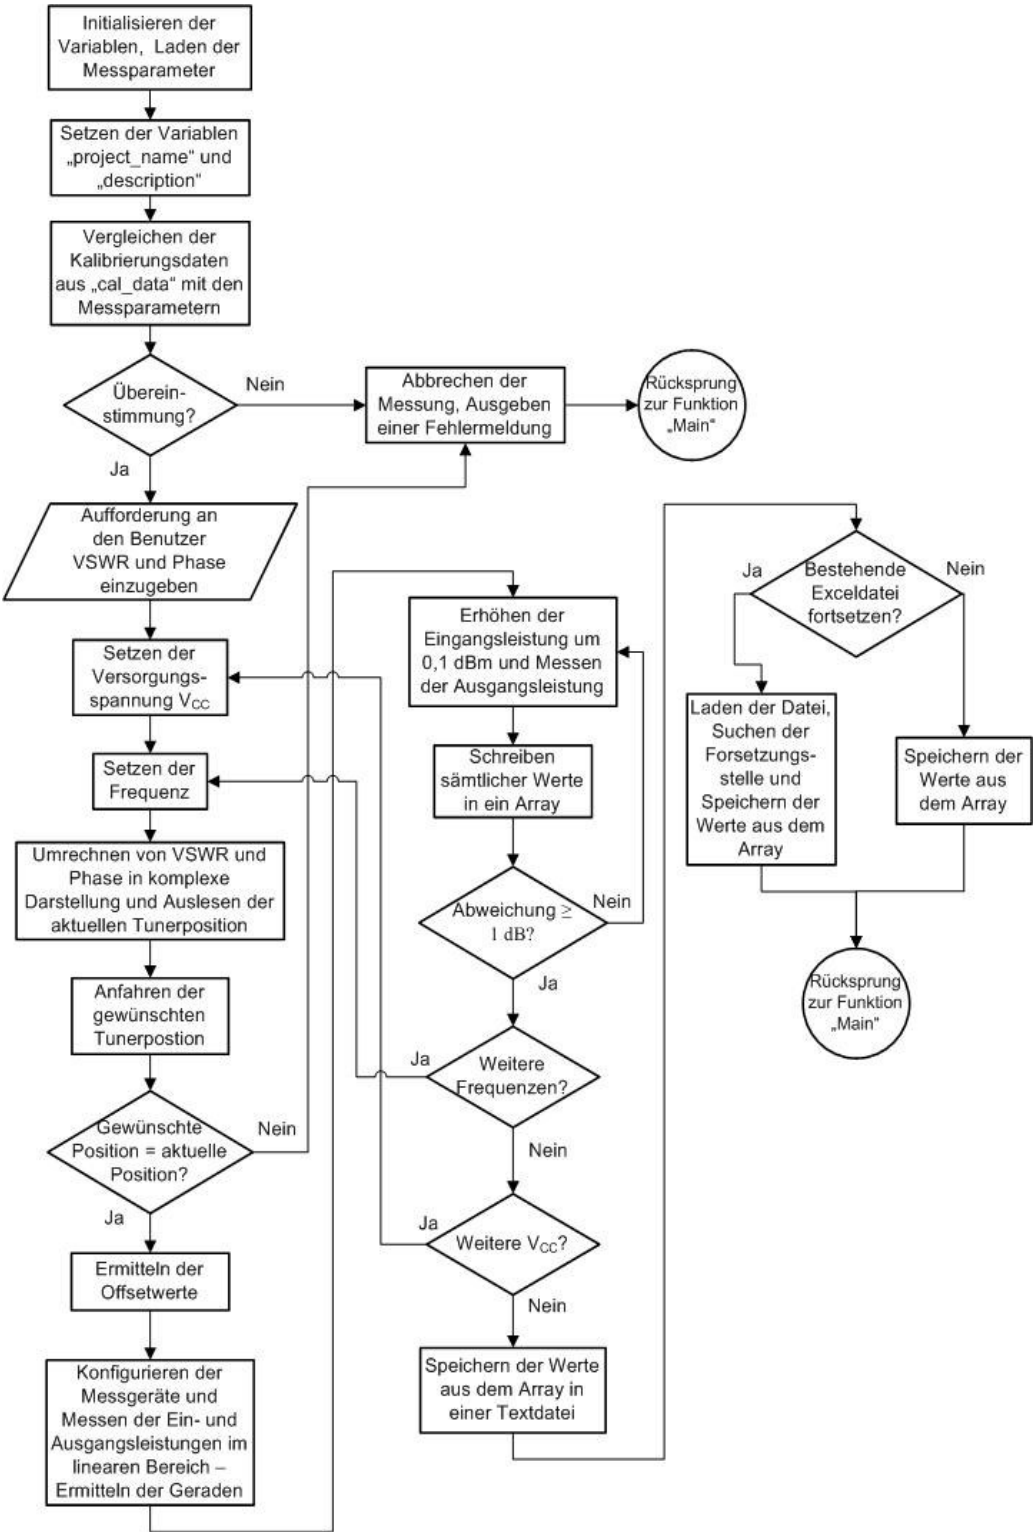 Initialisieren der
Variablen, Laden der
Messparameter
Setzen der Variablen
„project_name“ und
„description“
Vergleichen der
Kalibrierungsdaten
aus „cal_data“ mit den
Messparametern
Überein-
stimmung?
Nein
Ja
Abbrechen der
Messung, Ausgeben
einer Fehlermeldung
Rücksprung
zur Funktion
„Main“
Aufforderung an
den Benutzer
VSWR und Phase
einzugeben
Setzen der
Versorgungs-
spannung VCC
Setzen der
Frequenz
Umrechnen von VSWR und
Phase in komplexe
Darstellung und Auslesen der
aktuellen Tunerposition
Anfahren der
gewünschten
Tunerpostion
Gewünschte
Position = aktuelle
Position?
Nein
Ja
Ermitteln der
Offsetwerte
Konfigurieren der
Messgeräte und
Messen der Ein- und
Ausgangsleistungen im
linearen Bereich –
Ermitteln der Geraden
Erhöhen der
Eingangsleistung um
0,1 dBm und Messen
der Ausgangsleistung
Schreiben
sämtlicher Werte
in ein Array
Abweichung ≥
1 dB?
Nein
Ja
Weitere
Frequenzen?
Ja
Nein
Weitere VCC?
Ja
Nein
Speichern der Werte
aus dem Array in
einer Textdatei
Bestehende
Exceldatei
fortsetzen?
Ja
Nein
Laden der Datei,
Suchen der
Forsetzungs-
stelle und
Speichern der
Werte aus dem
Array
Speichern der
Werte aus
dem Array
Rücksprung
zur Funktion
„Main“